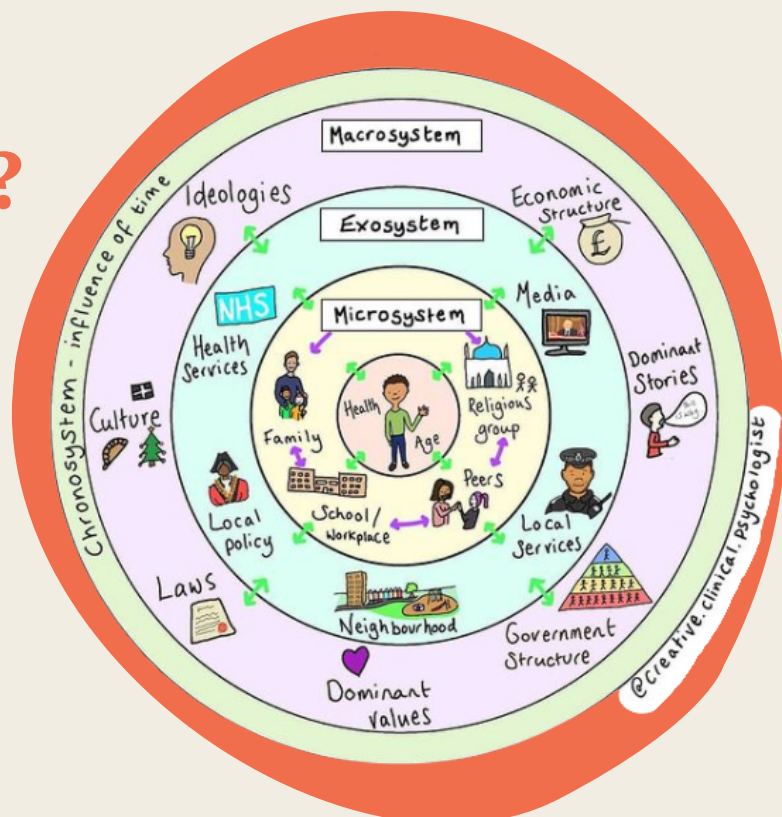 ?
Macrosystem
Ideologies
Economic
Structure
£
Exosystem
NHS
Health
Services
Media
Microsystem
Family
Health
Age
Religious
group
Dominant
Stories
Culture
School/
Workplace
Peers
Local
policy
Local
Services
Laws
Neighbourhood
Government
Structure
Dominant
values
Chronosystem - influence of time
@creative.clinical.psychologist